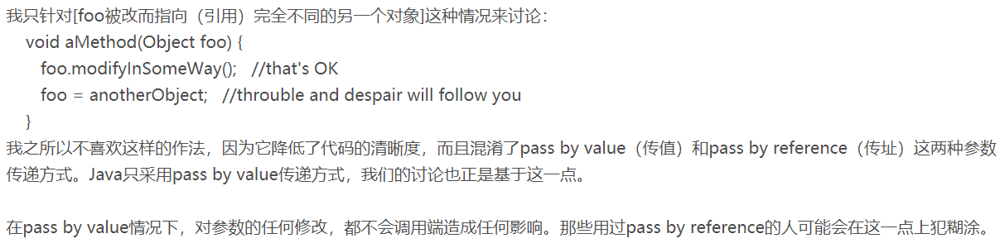 我只针对[foo被改而指向（引用）完全不同的另一个对象]这种情况来讨论：
void aMethod(Object foo) {
foo.modifyInSomeWay(); //that's OK
foo = anotherObject; //throuble and despair will follow you
}
我之所以不喜欢这样的作法，因为它降低了代码的清晰度，而且混淆了pass by value（传值）和pass by reference（传址）这两种参数
传递方式。Java只采用pass by value传递方式，我们的讨论也正是基于这一点。
在pass by value情况下，对参数的任何修改，都不会调用端造成任何影响。那些用过pass by reference的人可能会在这一点上犯糊涂。